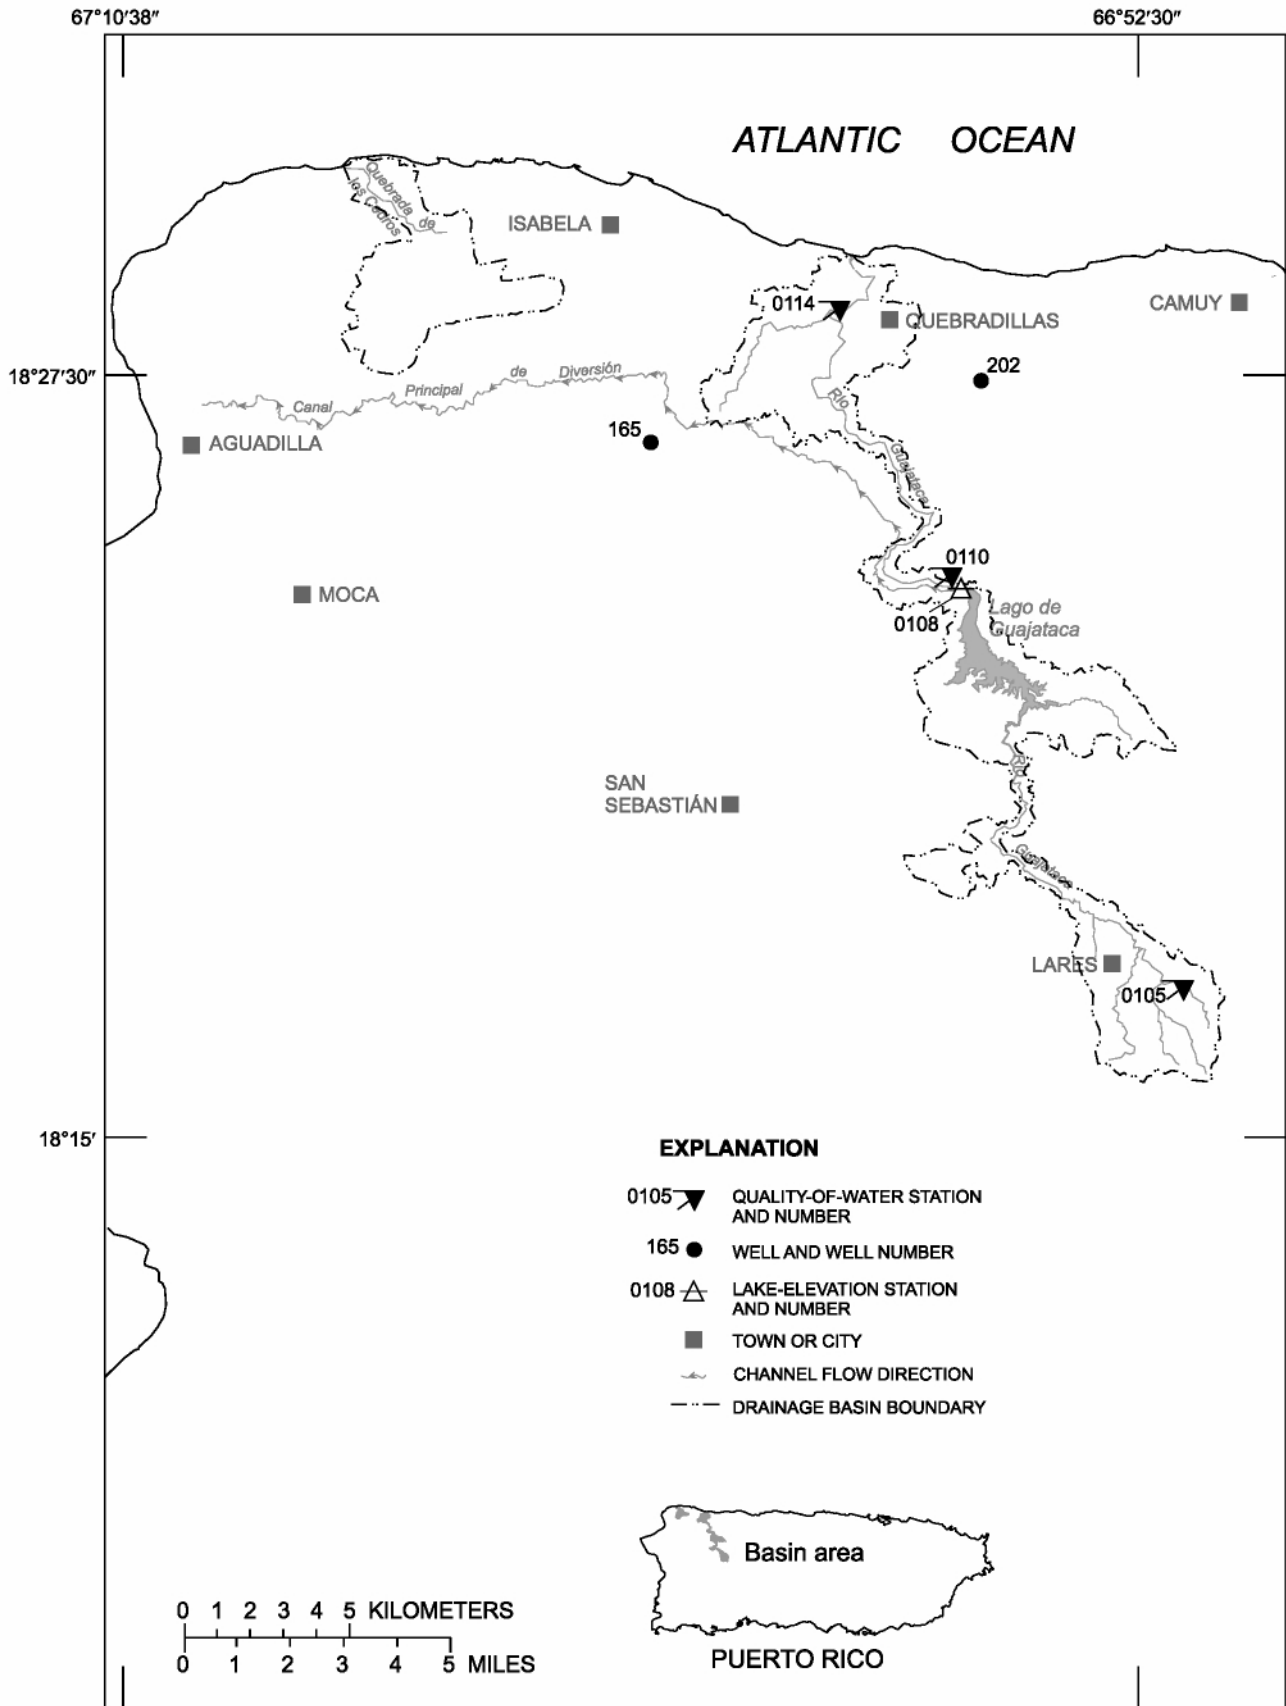 67°10'38"
66°52'30"
ATLANTIC OCEAN
Quebrada de
los Cedros
ISABELA
0114
QUEBRADILLAS
CAMUY
18°27'30"
202
Canal Principal de Diversión
Río
165
AGUADILLA
Guajataca
0110
MOCA
0108
Lago de
Guajataca
Río
SAN
SEBASTIÁN
Guajataca
LARES
0105
18°15'
EXPLANATION
0105 QUALITY-OF-WATER STATION
AND NUMBER
165 WELL AND WELL NUMBER
0108 LAKE-ELEVATION STATION
AND NUMBER
TOWN OR CITY
CHANNEL FLOW DIRECTION
DRAINAGE BASIN BOUNDARY
Basin area
PUERTO RICO
0 1 2 3 4 5 KILOMETERS
0 1 2 3 4 5 MILES